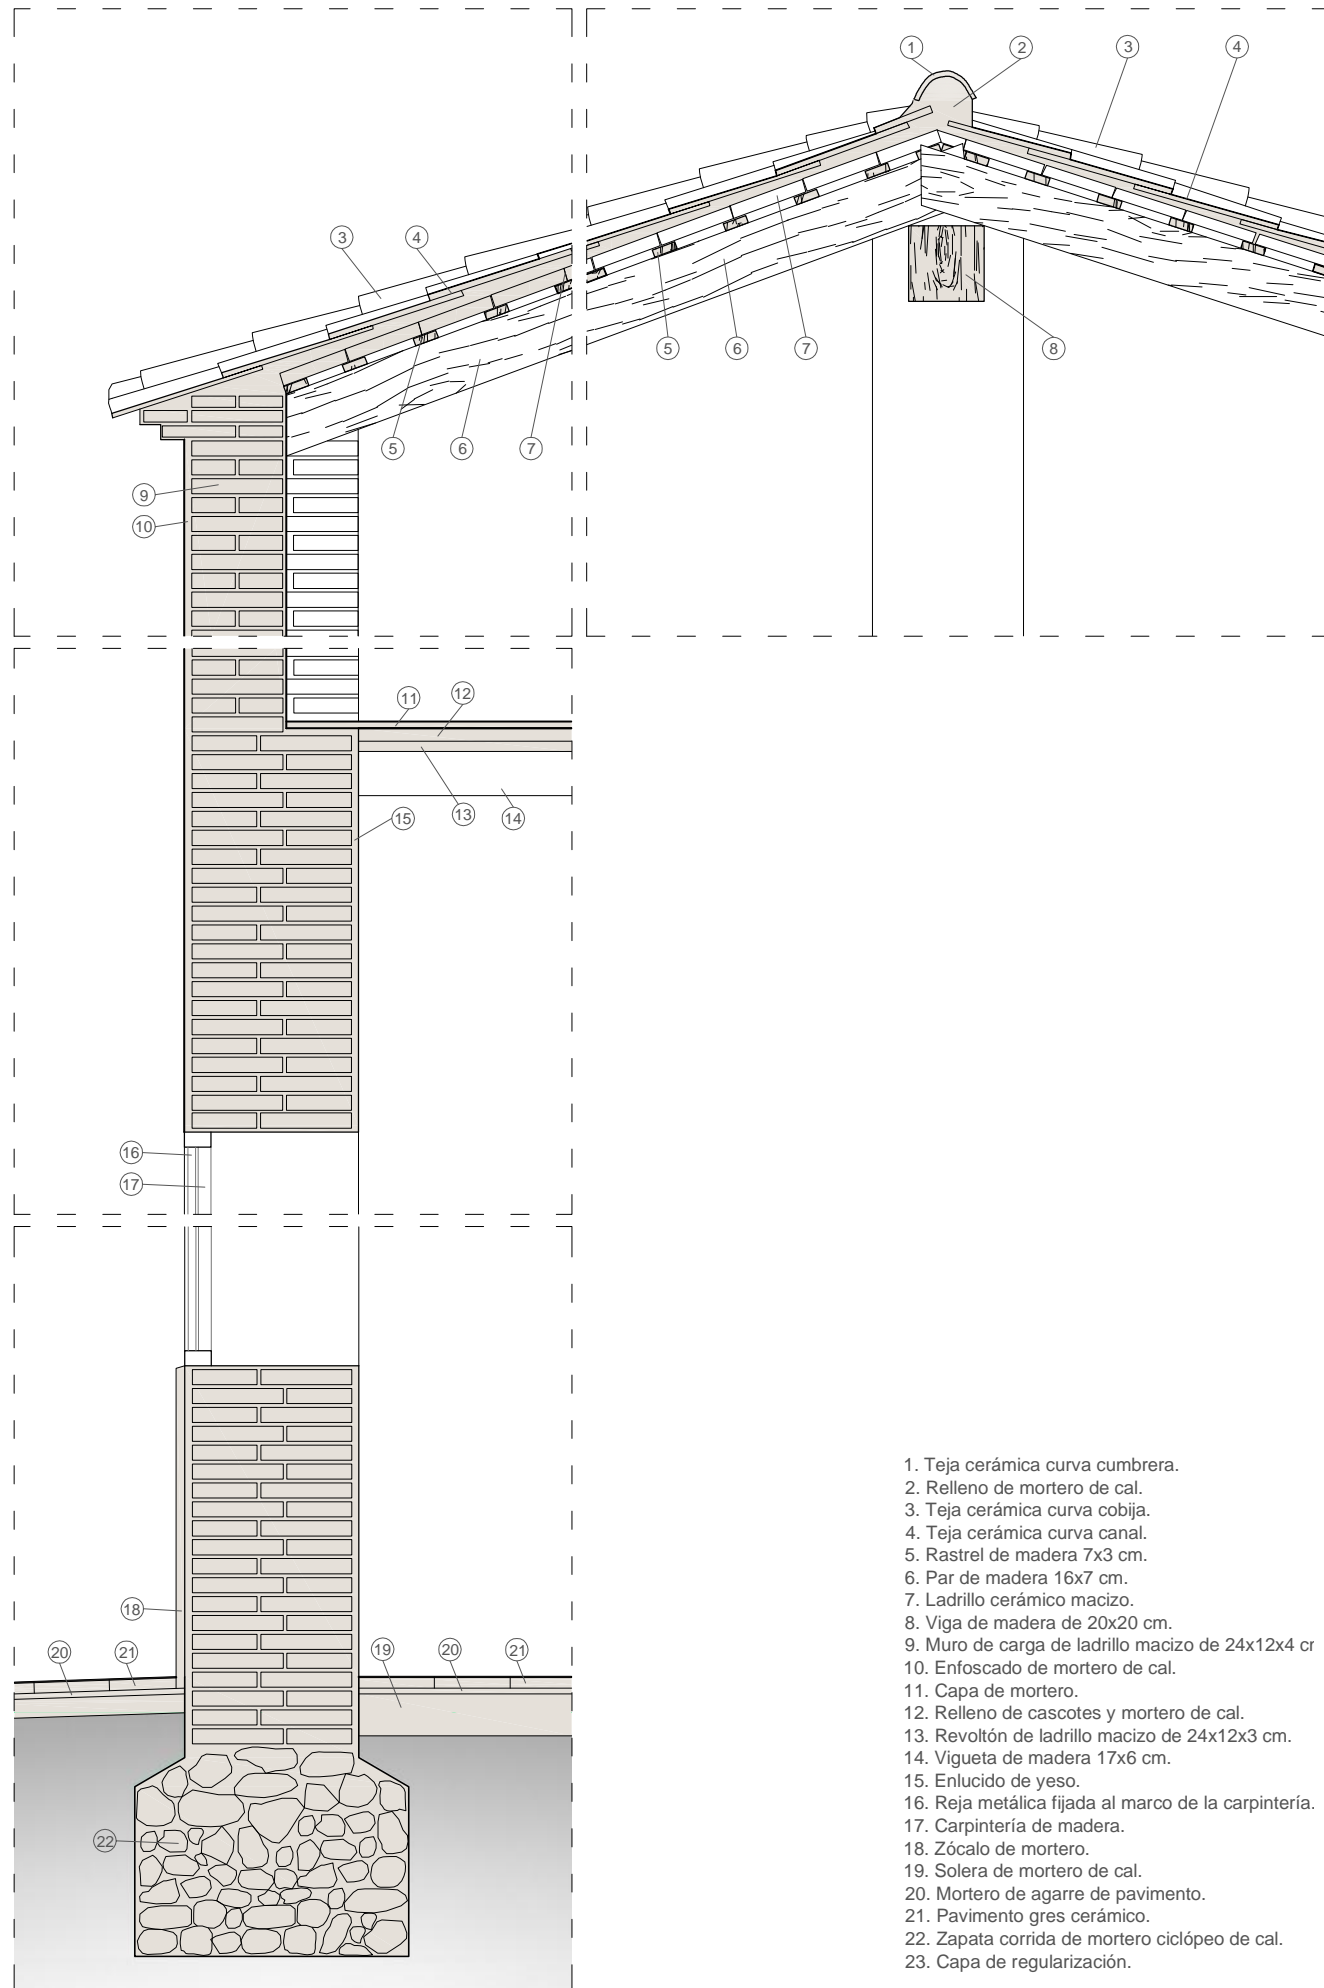 1 2 3 4
3 4
5 6 7 8
5 6 7
9
10
11 12
13 14
15
16
17
18
20 21 19 20 21
22
1. Teja cerámica curva cumbrera.
2. Relleno de mortero de cal.
3. Teja cerámica curva cobija.
4. Teja cerámica curva canal.
5. Rastrel de madera 7x3 cm.
6. Par de madera 16x7 cm.
7. Ladrillo cerámico macizo.
8. Viga de madera de 20x20 cm.
9. Muro de carga de ladrillo macizo de 24x12x4 cr
10. Enfoscado de mortero de cal.
11. Capa de mortero.
12. Relleno de cascotes y mortero de cal.
13. Revoltón de ladrillo macizo de 24x12x3 cm.
14. Vigueta de madera 17x6 cm.
15. Enlucido de yeso.
16. Reja metálica fijada al marco de la carpintería.
17. Carpintería de madera.
18. Zócalo de mortero.
19. Solera de mortero de cal.
20. Mortero de agarre de pavimento.
21. Pavimento gres cerámico.
22. Zapata corrida de mortero ciclópeo de cal.
23. Capa de regularización.